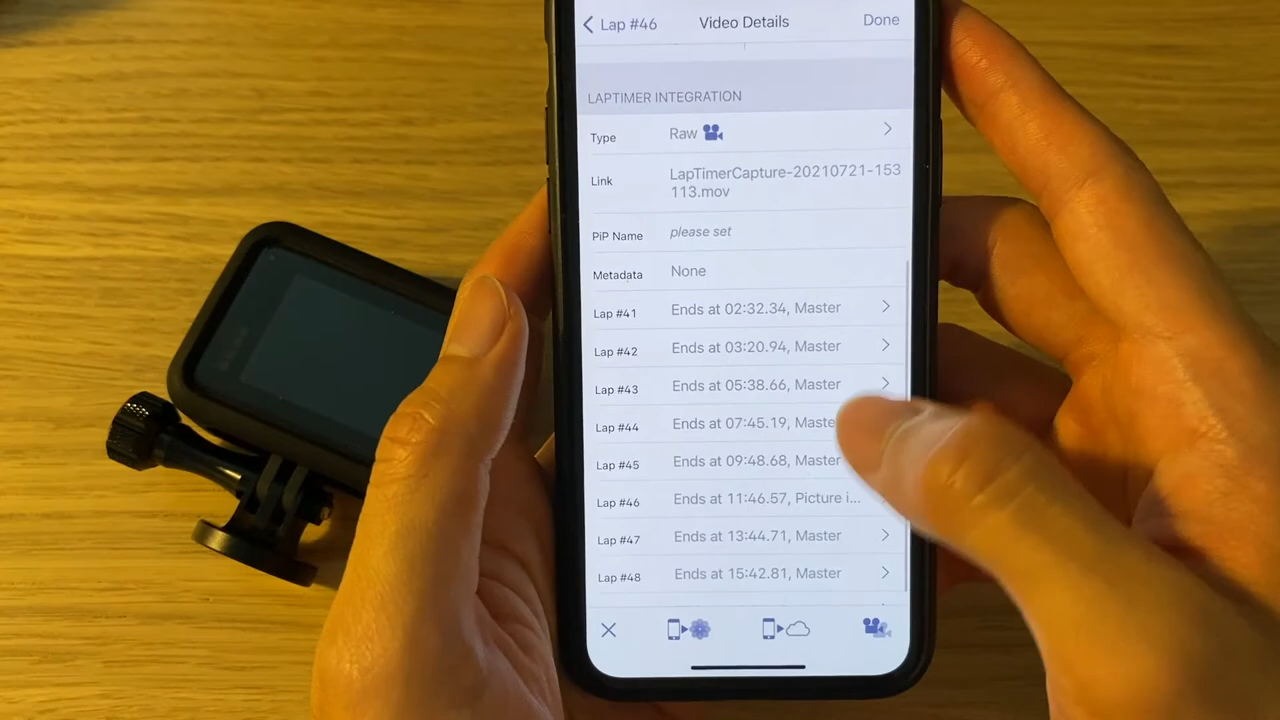 Lap #46 Video Details Done
LAPTIMER INTEGRATION
Type Raw
Link LapTimerCapture-20210721-153
113.mov
PiP Name please set
Metadata None
Lap #41 Ends at 02:32.34, Master
Lap #42 Ends at 03:20.94, Master
Lap #43 Ends at 05:38.66, Master
Lap #44 Ends at 07:45.19, Maste
Lap #45 Ends at 09:48.68, Master
Lap #46 Ends at 11:46.57, Picture i...
Lap #47 Ends at 13:44.71, Master
Lap #48 Ends at 15:42.81, Master